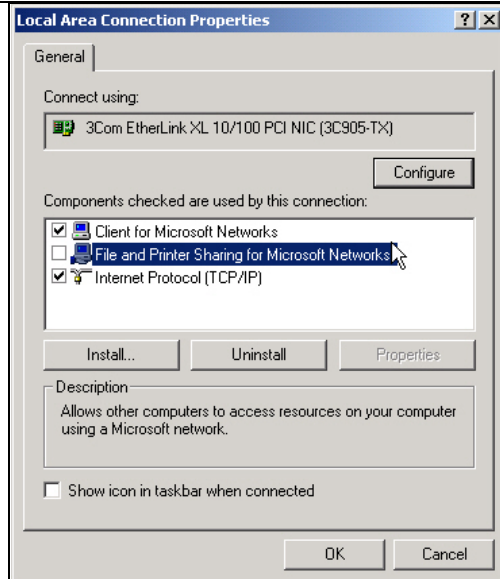 Local Area Connection Properties
General
Connect using:
3Com EtherLink XL 10/100 PCI NIC (3C905-TX)
Configure
Components checked are used by this connection:
Client for Microsoft Networks
File and Printer Sharing for Microsoft Networks
Internet Protocol (TCP/IP)
Install... Uninstall Properties
Description
Allows other computers to access resources on your computer
using a Microsoft network.
Show icon in taskbar when connected
OK Cancel